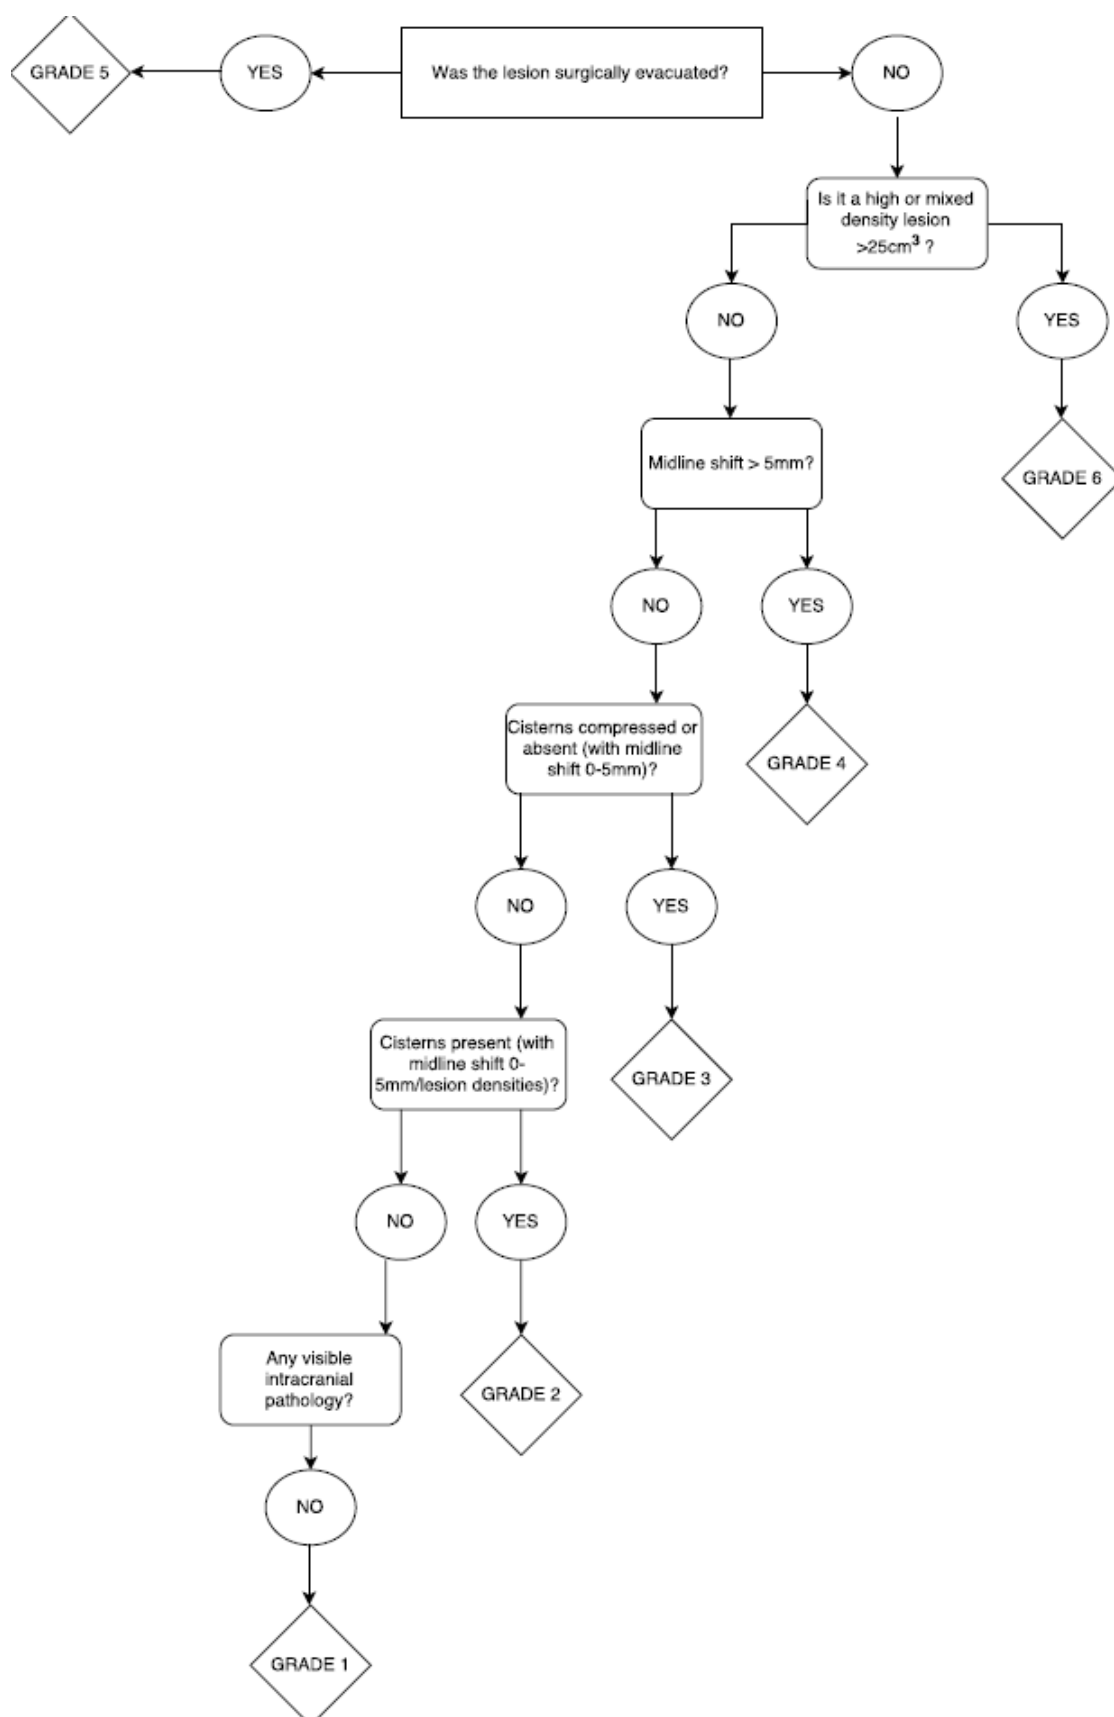 GRADE 5
YES
Was the lesion surgically evacuated?
NO
Is it a high or mixed
density lesion
>25cm³ ?
NO
YES
Midline shift > 5mm?
GRADE 6
NO
YES
Cisterns compressed or
absent (with midline
shift 0-5mm)?
GRADE 4
NO
YES
Cisterns present (with
midline shift 0-
5mm/lesion densities)?
GRADE 3
NO
YES
Any visible
intracranial
pathology?
GRADE 2
NO
GRADE 1